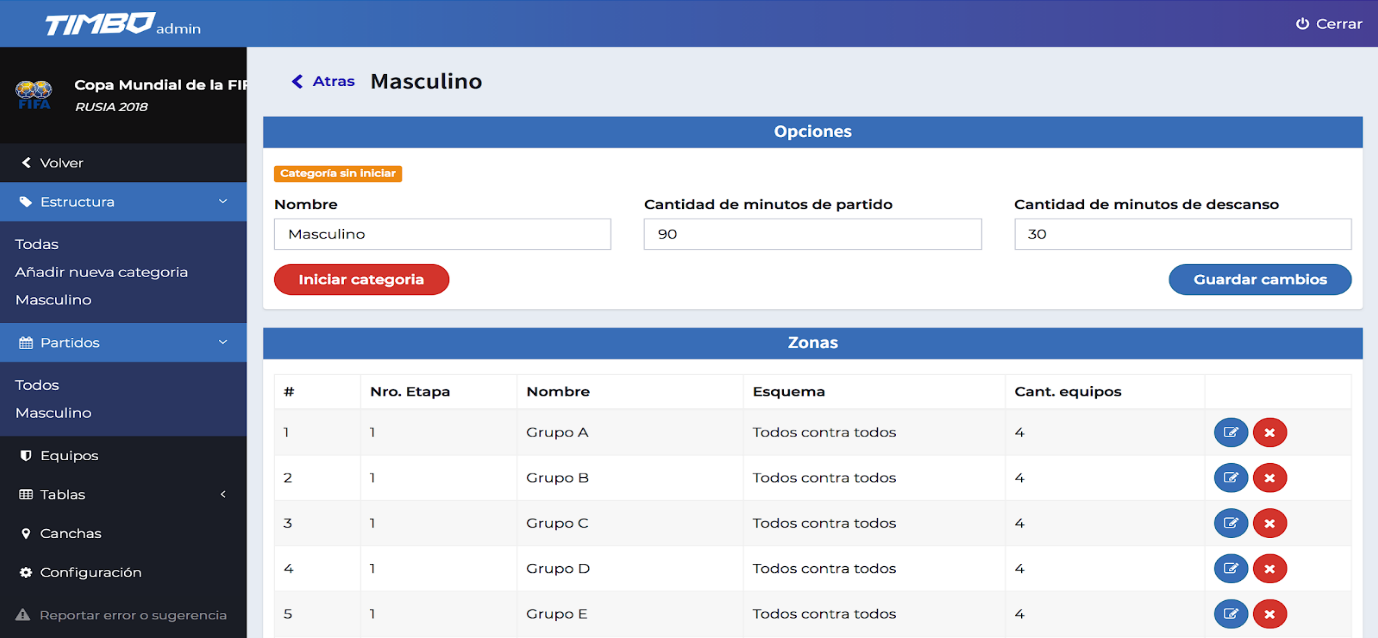 TIMBO admin
Cerrar
FIFA
Copa Mundial de la FIF
RUSIA 2018
Volver
Estructura
Todas
Añadir nueva categoria
Masculino
Partidos
Todos
Masculino
Equipos
Tablas
Canchas
Configuración
Reportar error o sugerencia
Atras Masculino
Opciones
Categoría sin iniciar
Nombre Cantidad de minutos de partido Cantidad de minutos de descanso
Masculino 90 30
Iniciar categoria Guardar cambios
Zonas
# Nro. Etapa Nombre Esquema Cant. equipos
1 1 Grupo A Todos contra todos 4
2 1 Grupo B Todos contra todos 4
3 1 Grupo C Todos contra todos 4
4 1 Grupo D Todos contra todos 4
5 1 Grupo E Todos contra todos 4